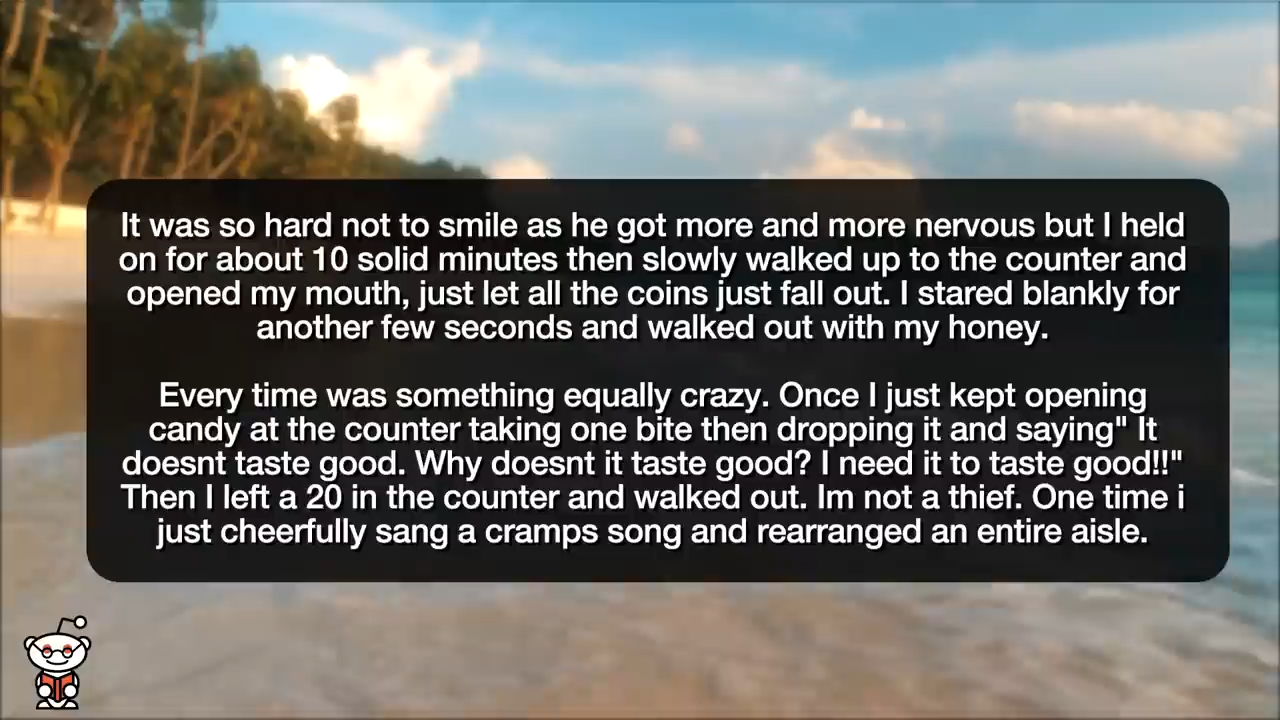 It was so hard not to smile as he got more and more nervous but I held
on for about 10 solid minutes then slowly walked up to the counter and
opened my mouth, just let all the coins just fall out. I stared blankly for
another few seconds and walked out with my honey.
Every time was something equally crazy. Once I just kept opening
candy at the counter taking one bite then dropping it and saying" It
doesnt taste good. Why doesnt it taste good? I need it to taste good!!"
Then I left a 20 in the counter and walked out. Im not a thief. One time i
just cheerfully sang a cramps song and rearranged an entire aisle.